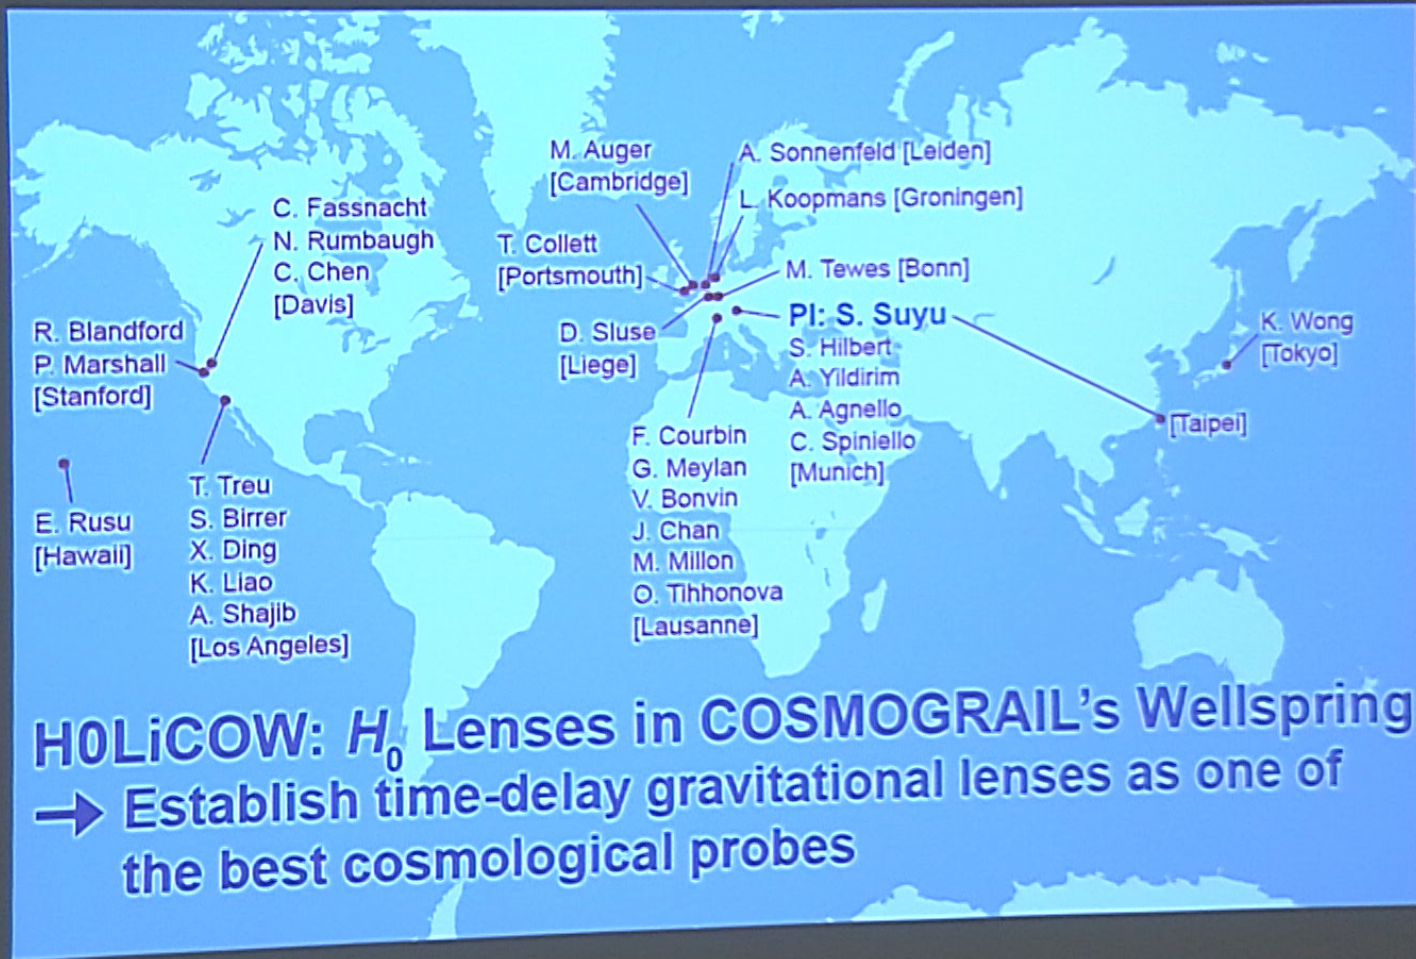 M. Auger
[Cambridge]
A. Sonnenfeld [Leiden]
L. Koopmans [Groningen]
C. Fassnacht
N. Rumbaugh
C. Chen
[Davis]
T. Collett
[Portsmouth]
M. Tewes [Bonn]
R. Blandford
P. Marshall
[Stanford]
D. Sluse
[Liege]
PI: S. Suyu
S. Hilbert
A. Yildirim
A. Agnello
C. Spiniello
[Munich]
K. Wong
[Tokyo]
[Taipei]
F. Courbin
G. Meylan
V. Bonvin
J. Chan
M. Millon
O. Tihhonova
[Lausanne]
E. Rusu
[Hawaii]
T. Treu
S. Birrer
X. Ding
K. Liao
A. Shajib
[Los Angeles]
H0LiCOW: H₀ Lenses in COSMOGRAIL's Wellspring
→ Establish time-delay gravitational lenses as one of
the best cosmological probes